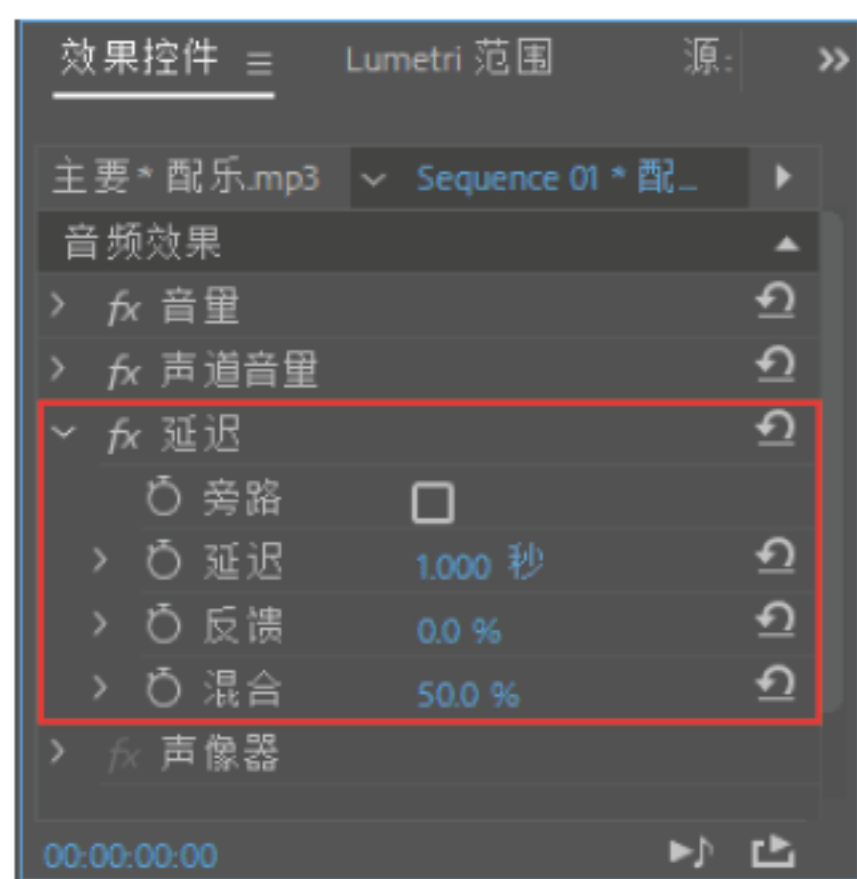 效果控件 Lumetri 范围 源:
主要* 配乐.mp3 Sequence 01 * 配...
音频效果
fx 音量
fx 声道音量
fx 延迟
旁路
延迟 1.000 秒
反馈 0.0 %
混合 50.0 %
fx 声像器
00:00:00:00